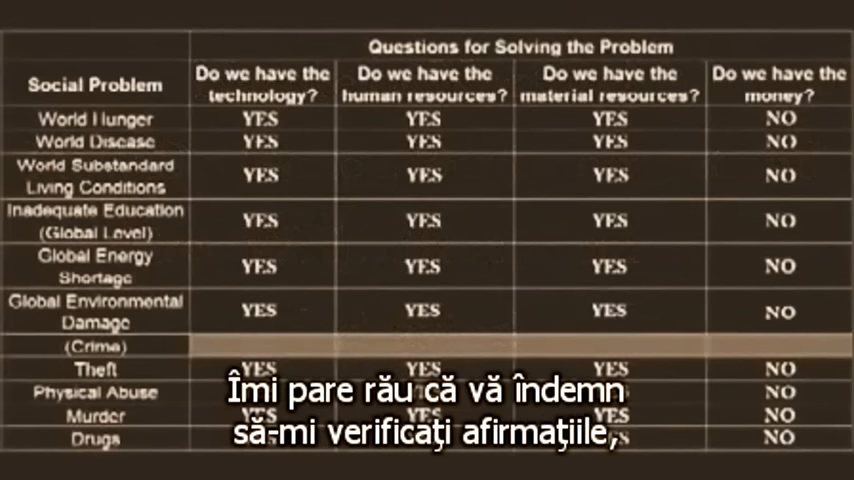 Questions for Solving the Problem
Social Problem Do we have the technology? Do we have the human resources? Do we have the material resources? Do we have the money?
World Hunger YES YES YES NO
World Disease YES YES YES NO
World Substandard Living Conditions YES YES YES NO
Inadequate Education (Global Level) YES YES YES NO
Global Energy Shortage YES YES YES NO
Global Environmental Damage YES YES YES NO
(Crime)
Theft YES YES YES NO
Physical Abuse NO
Murder YES YES YES NO
Drugs NO
Îmi pare rău că vă îndemn
să-mi verificaţi afirmaţiile,